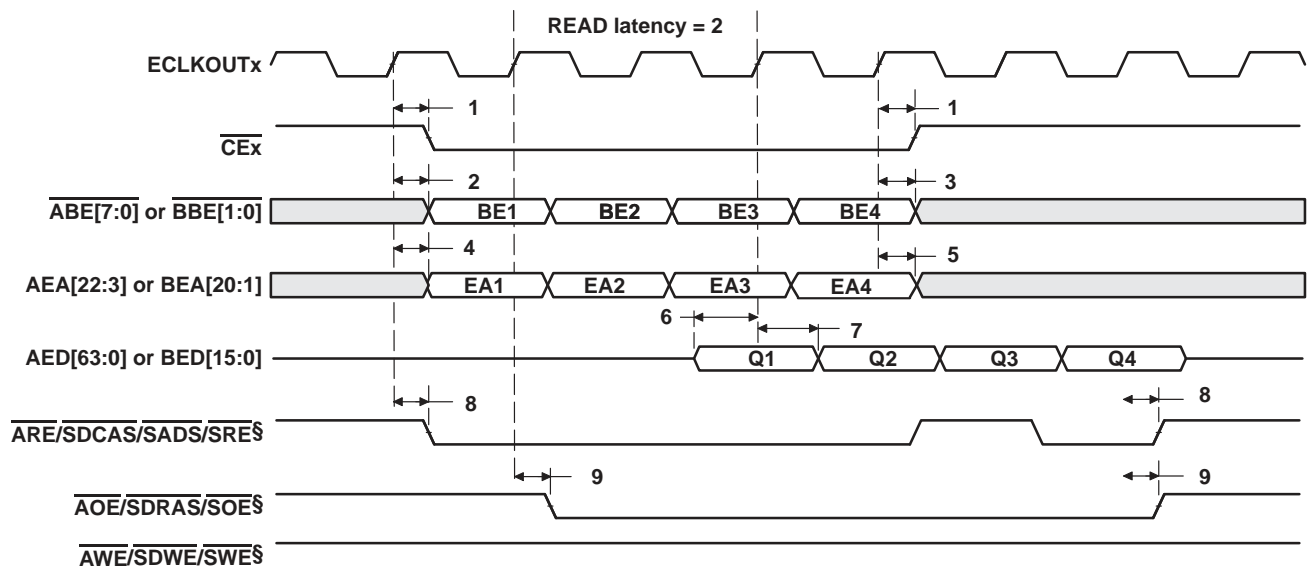 READ latency = 2
ECLKOUTx
1 1
CEx
2 3
ABE[7:0] or BBE[1:0] BE1 BE2 BE3 BE4
4 5
AEA[22:3] or BEA[20:1] EA1 EA2 EA3 EA4
6 7
AED[63:0] or BED[15:0] Q1 Q2 Q3 Q4
8 8
ARE/SDCAS/SADS/SRE§
9 9
AOE/SDRAS/SOE§
AWE/SDWE/SWE§